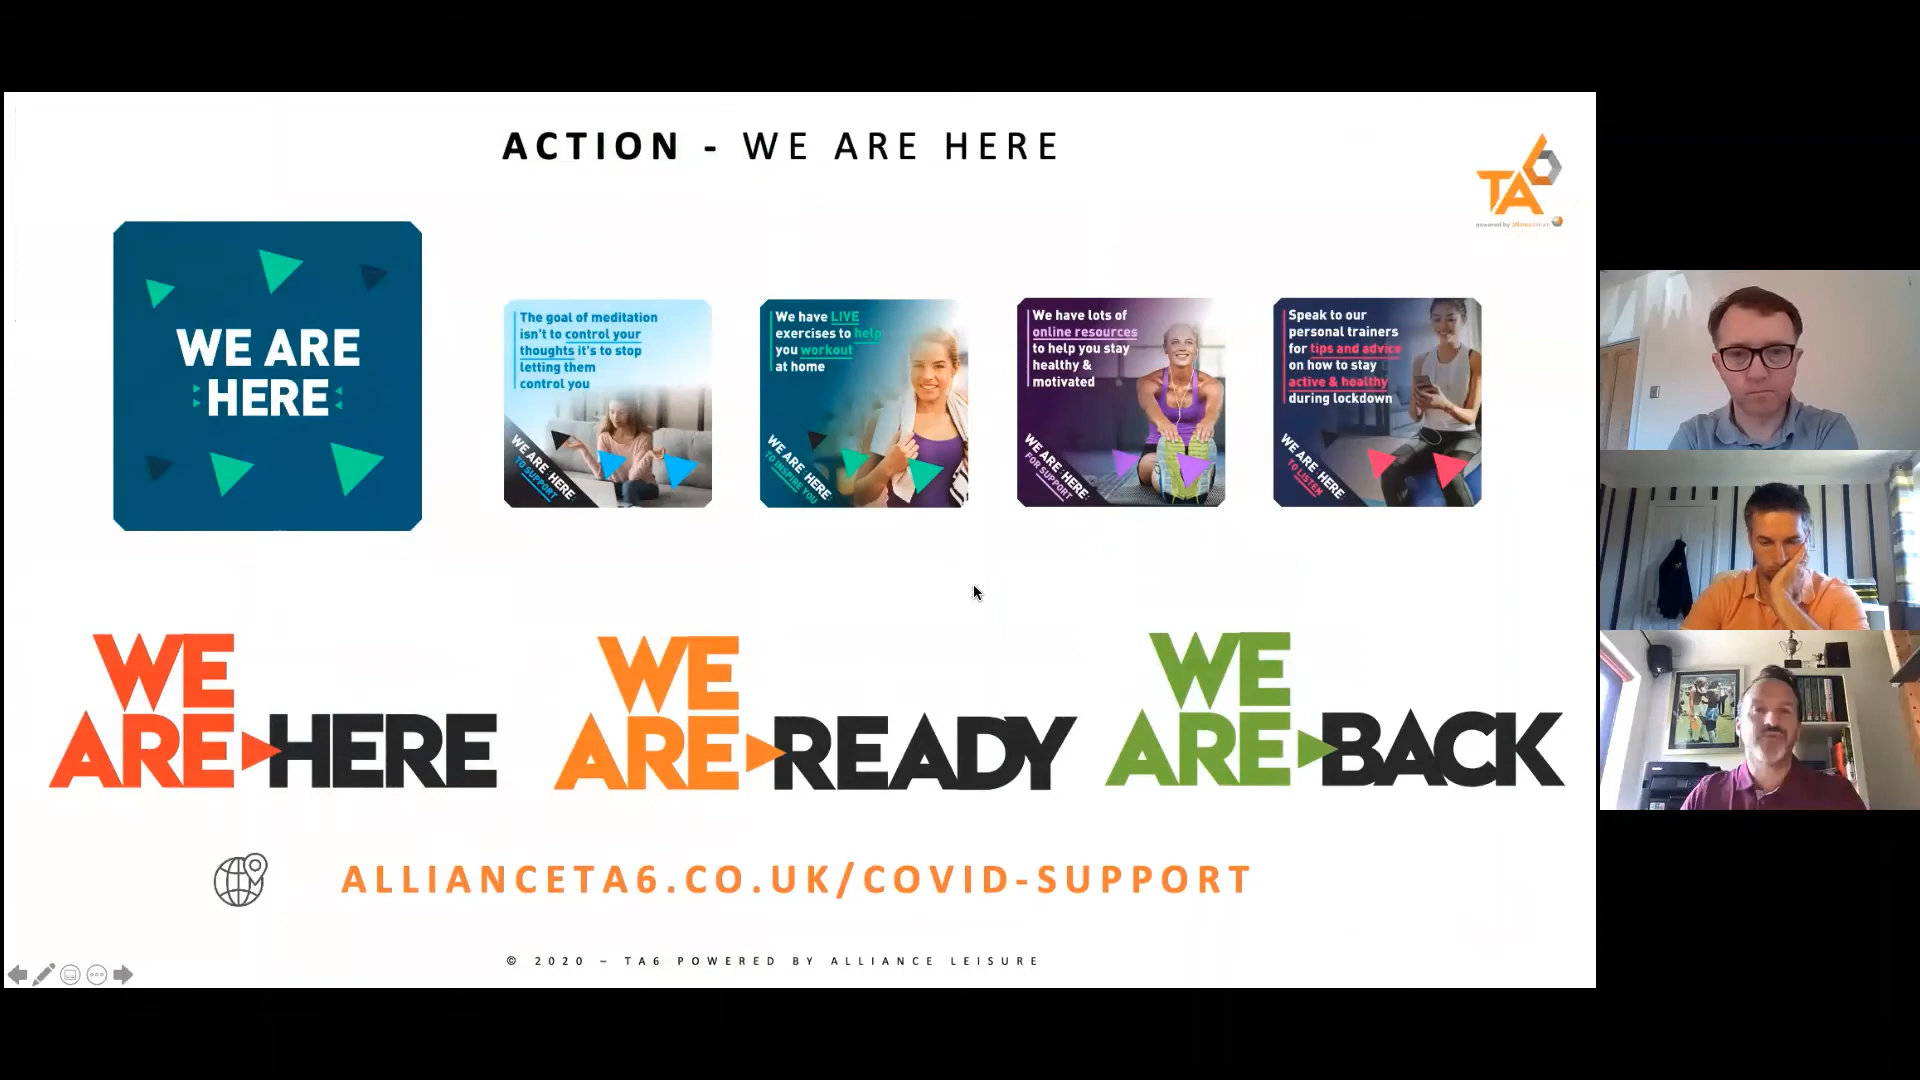 ACTION - WE ARE HERE
TA6
powered by allianceleisure
WE ARE
HERE
The goal of meditation
isn't to control your
thoughts it's to stop
letting them
control you
WE ARE HERE
TO SUPPORT
We have LIVE
exercises to help
you workout
at home
WE ARE HERE
TO INSPIRE YOU
We have lots of
online resources
to help you stay
healthy &
motivated
WE ARE HERE
FOR SUPPORT
Speak to our
personal trainers
for tips and advice
on how to stay
active & healthy
during lockdown
WE ARE HERE
TO LISTEN
WE
ARE HERE
WE
ARE READY
WE
ARE BACK
ALLIANCETA6.CO.UK/COVID-SUPPORT
© 2020 – TA6 POWERED BY ALLIANCE LEISURE